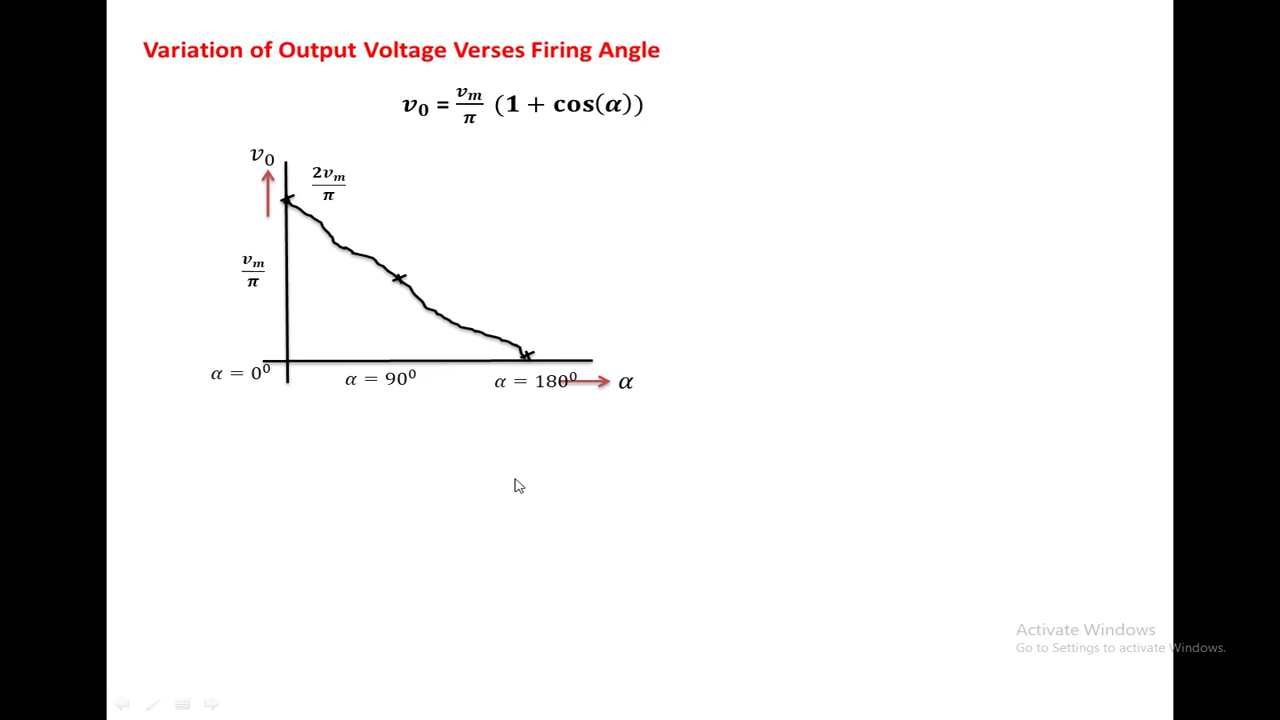 Variation of Output Voltage Verses Firing Angle
𝒗₀ = 𝒗ₘ/𝝅 (𝟏 + 𝐜𝐨𝐬(𝜶))
𝑣₀
𝟐𝒗ₘ/𝝅
𝒗ₘ/𝝅
𝛼 = 0⁰
𝛼 = 90⁰
𝛼 = 180⁰
𝛼
Activate Windows
Go to Settings to activate Windows.